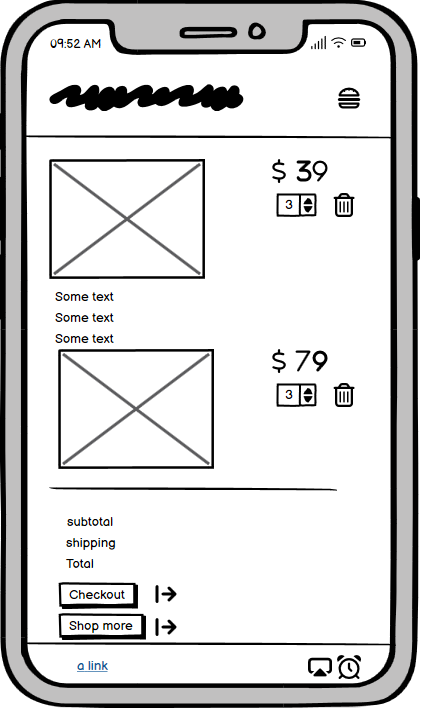 09:52 AM
$ 39
3
Some text
Some text
Some text
$ 79
3
subtotal
shipping
Total
Checkout
Shop more
a link